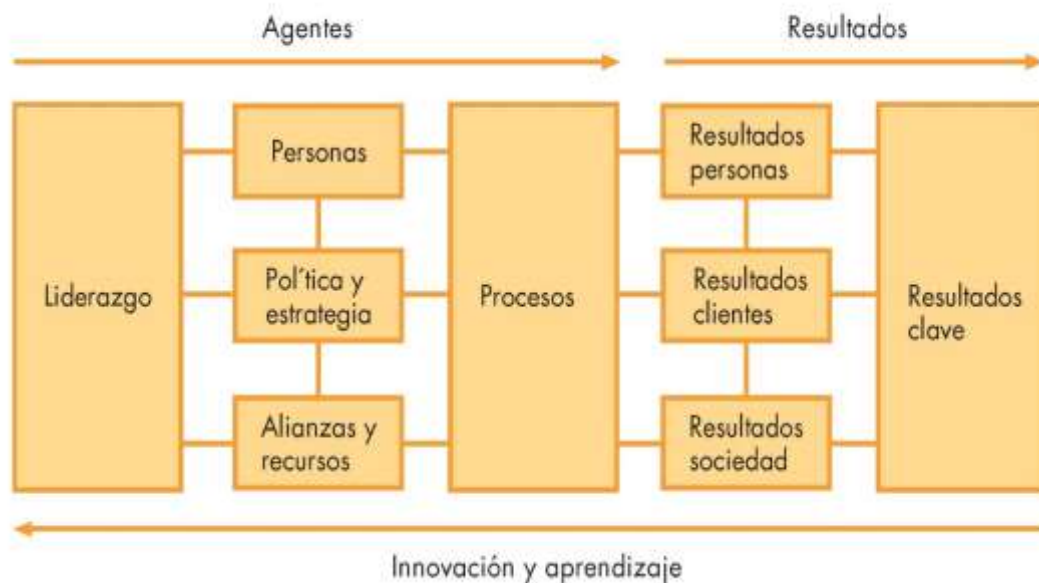 Agentes
Resultados
Liderazgo
Personas
Pol´tica y
estrategia
Alianzas y
recursos
Procesos
Resultados
personas
Resultados
clientes
Resultados
sociedad
Resultados
clave
Innovación y aprendizaje